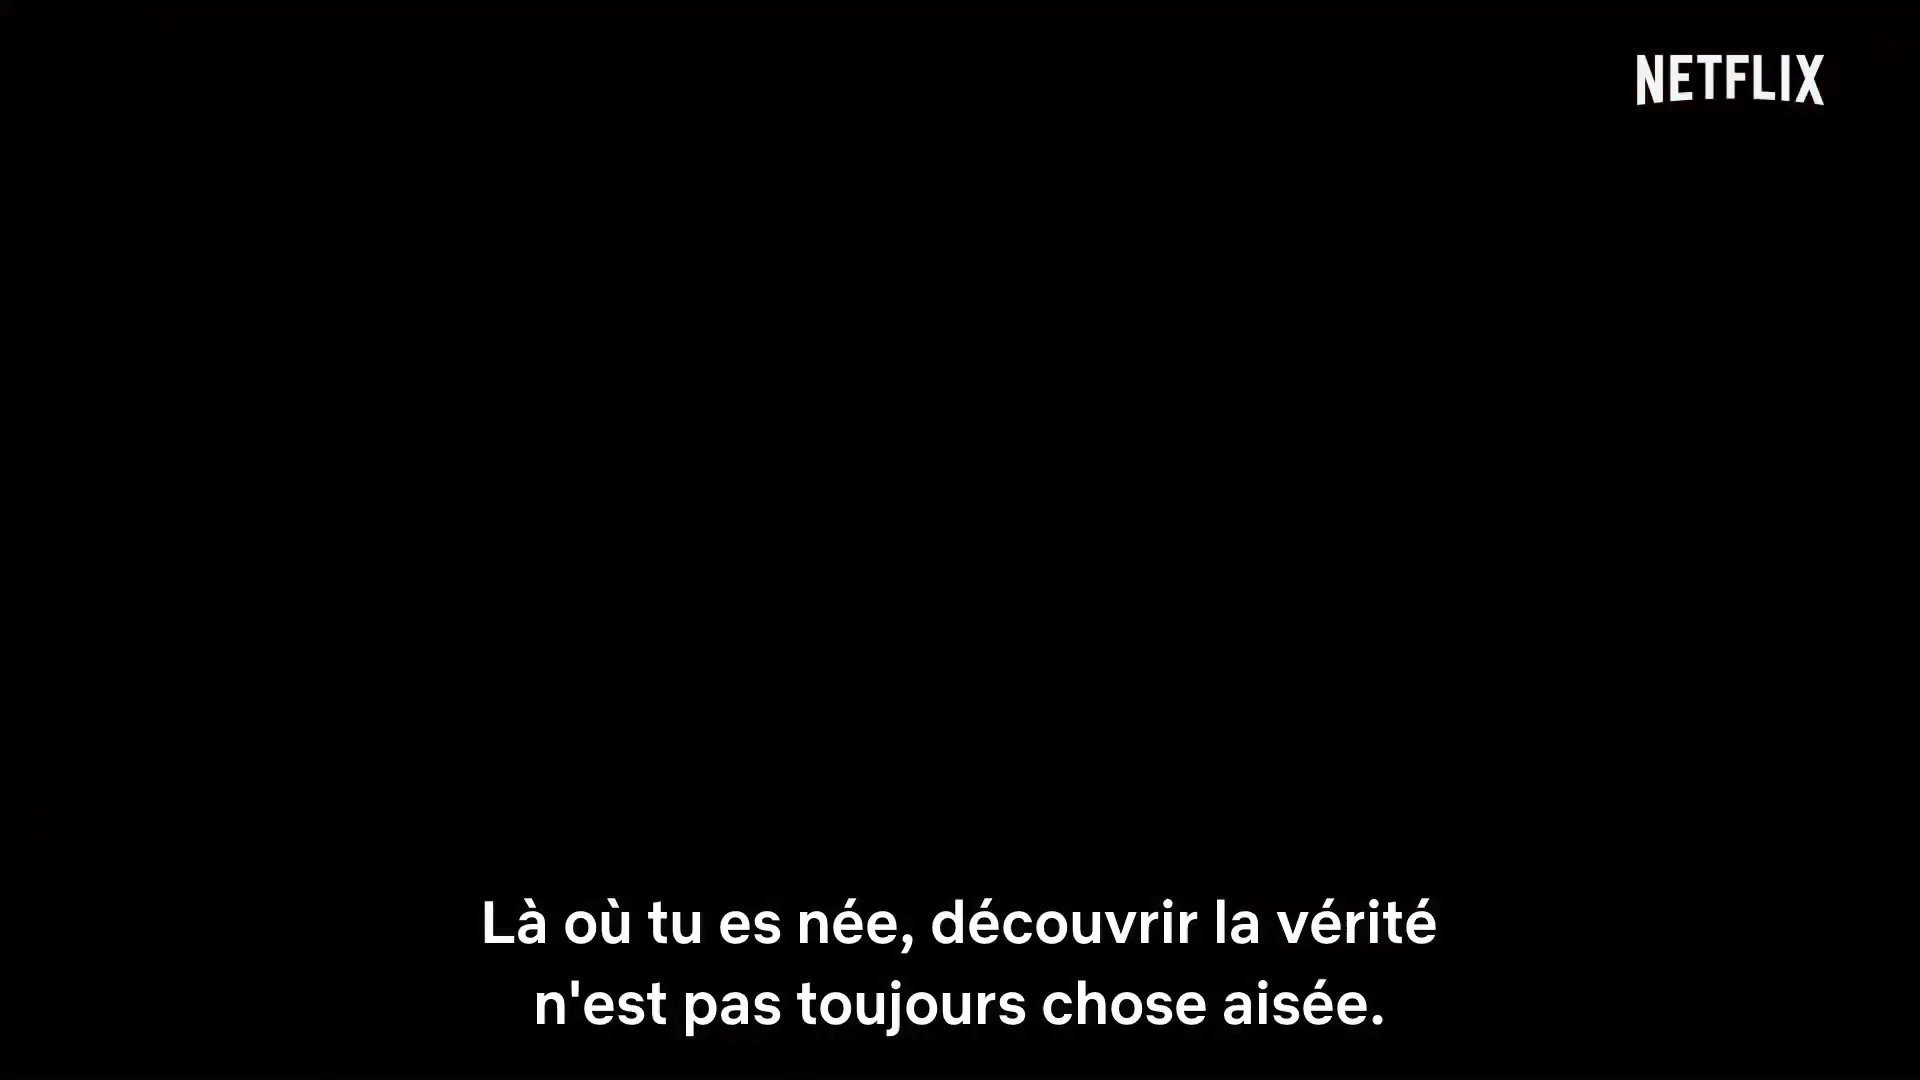 NETFLIX
Là où tu es née, découvrir la vérité
n'est pas toujours chose aisée.